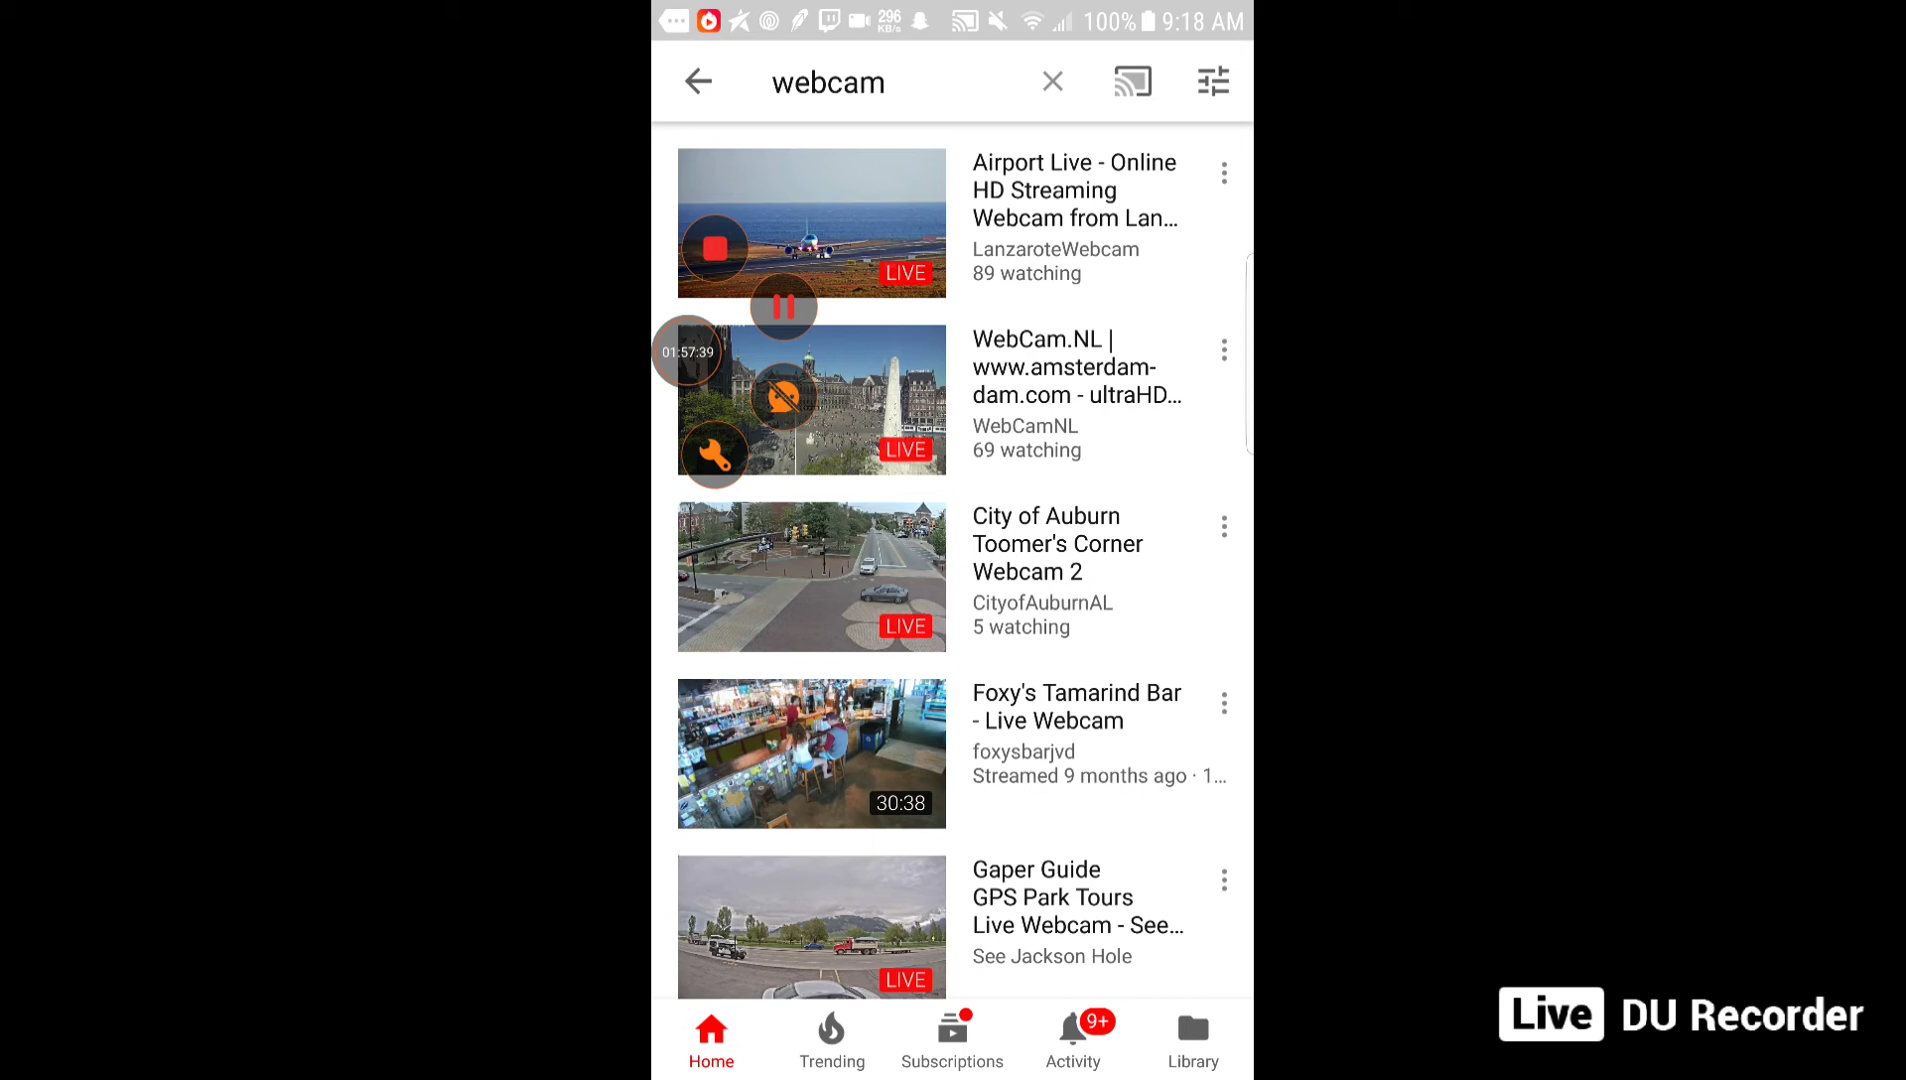 296
KB/s
100%
9:18 AM
webcam
Airport Live - Online
HD Streaming
Webcam from Lan...
LanzaroteWebcam
89 watching
LIVE
01:57:39
WebCam.NL |
www.amsterdam-
dam.com - ultraHD...
WebCamNL
69 watching
LIVE
City of Auburn
Toomer's Corner
Webcam 2
CityofAuburnAL
5 watching
LIVE
Foxy's Tamarind Bar
- Live Webcam
foxysbarjvd
Streamed 9 months ago · 1...
30:38
Gaper Guide
GPS Park Tours
Live Webcam - See...
See Jackson Hole
LIVE
9+
Home
Trending
Subscriptions
Activity
Library
Live DU Recorder